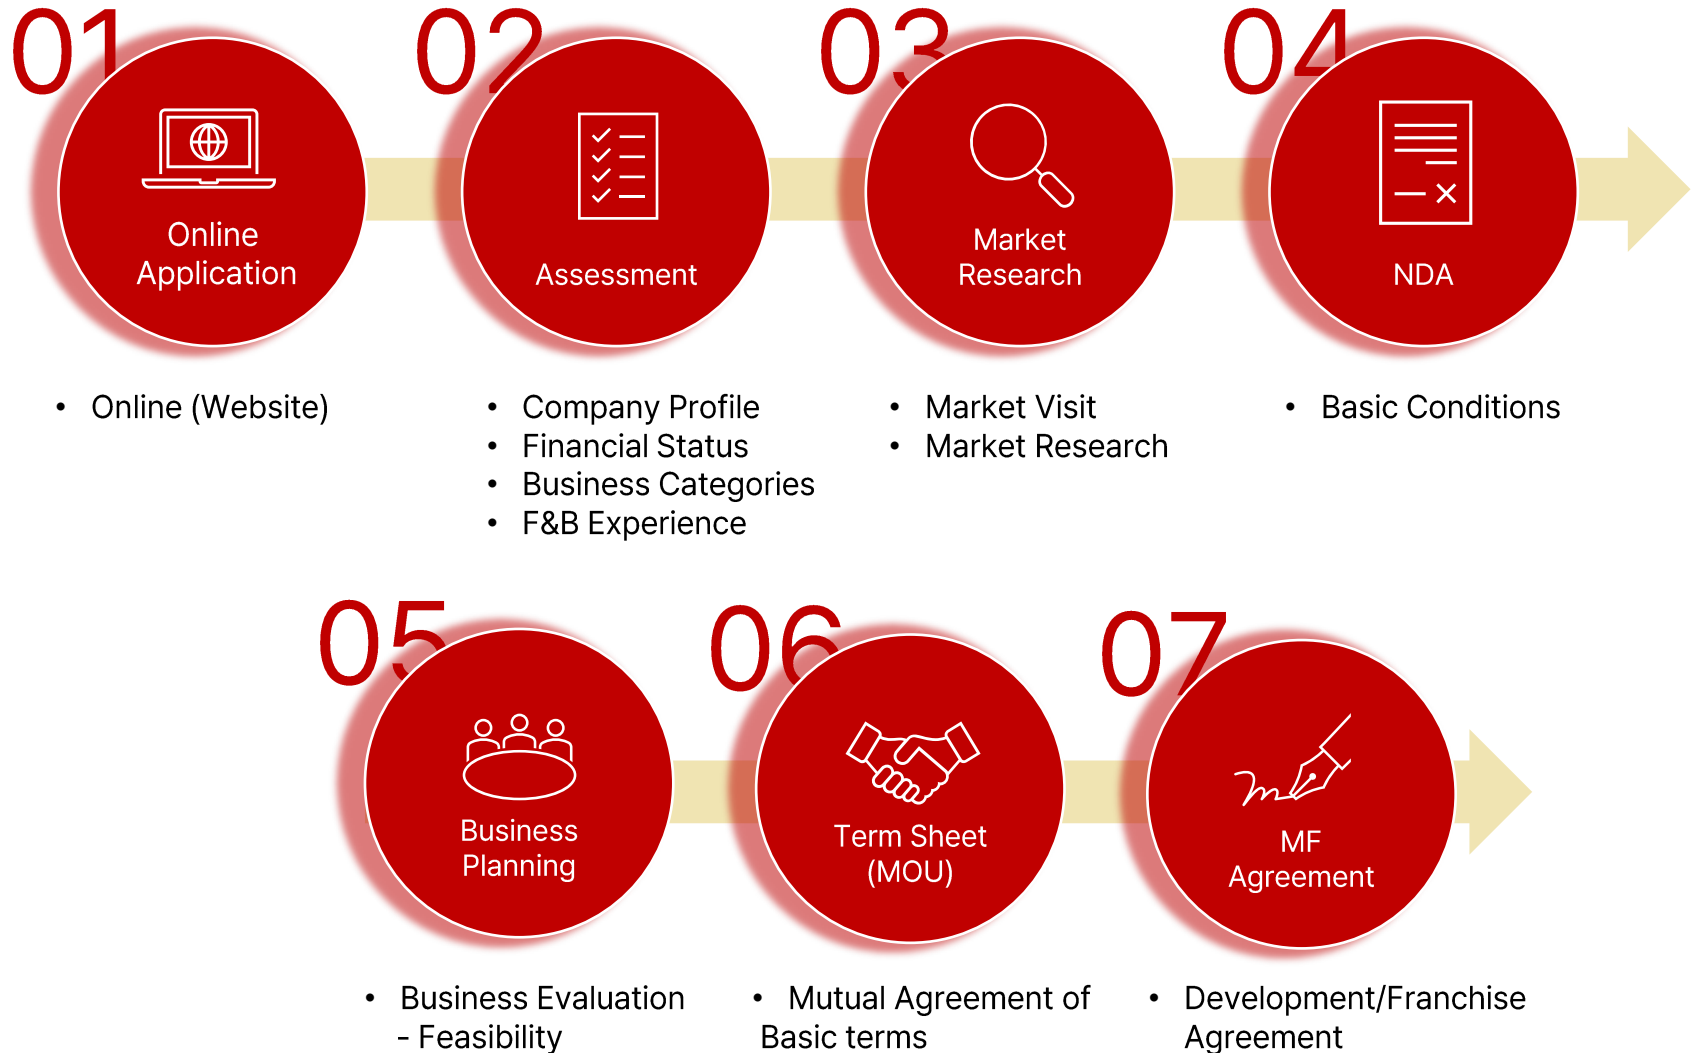 01
Online
Application
• Online (Website)
02
Assessment
• Company Profile
• Financial Status
• Business Categories
• F&B Experience
03
Market
Research
• Market Visit
• Market Research
04
NDA
• Basic Conditions
05
Business
Planning
• Business Evaluation
- Feasibility
06
Term Sheet
(MOU)
• Mutual Agreement of
Basic terms
07
MF
Agreement
• Development/Franchise
Agreement